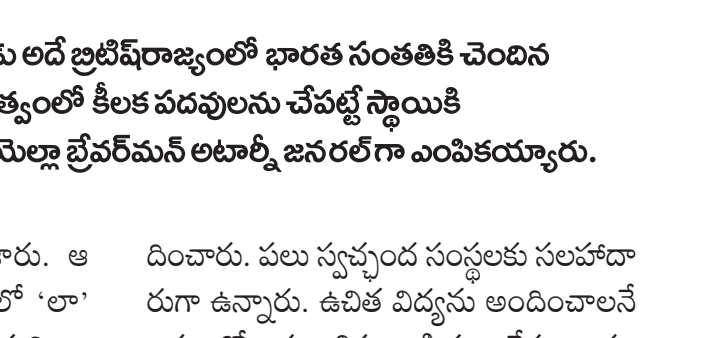 అదే బ్రిటిష్‌రాజ్యంలో భారత సంతతికి చెందిన
కీలక పదవులను చేపట్టే స్థాయికి
బ్రేవర్‌మన్ అటార్నీ జనరల్‌గా ఎంపికయ్యారు.
ఆ
‘లా’
దించారు. పలు స్వచ్ఛంద సంస్థలకు సలహాదా
రుగా ఉన్నారు. ఉచిత విద్యను అందించాలనే